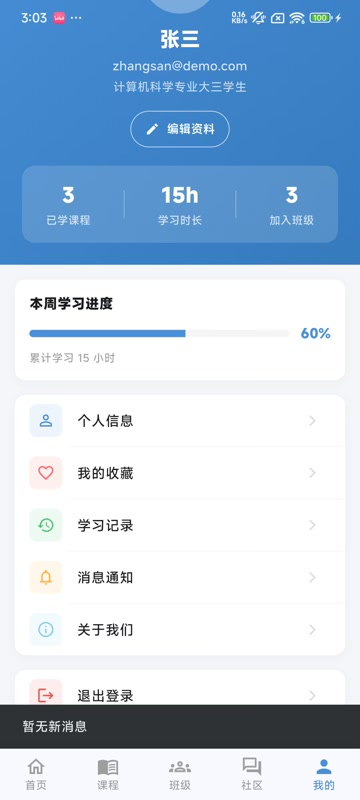 3:03 ··· 0.16 KB/s 100
张三
zhangsan@demo.com
计算机科学专业大三学生
编辑资料
3 15h 3
已学课程 学习时长 加入班级
本周学习进度
60%
累计学习 15 小时
个人信息
我的收藏
学习记录
消息通知
关于我们
退出登录
暂无新消息
首页 课程 班级 社区 我的